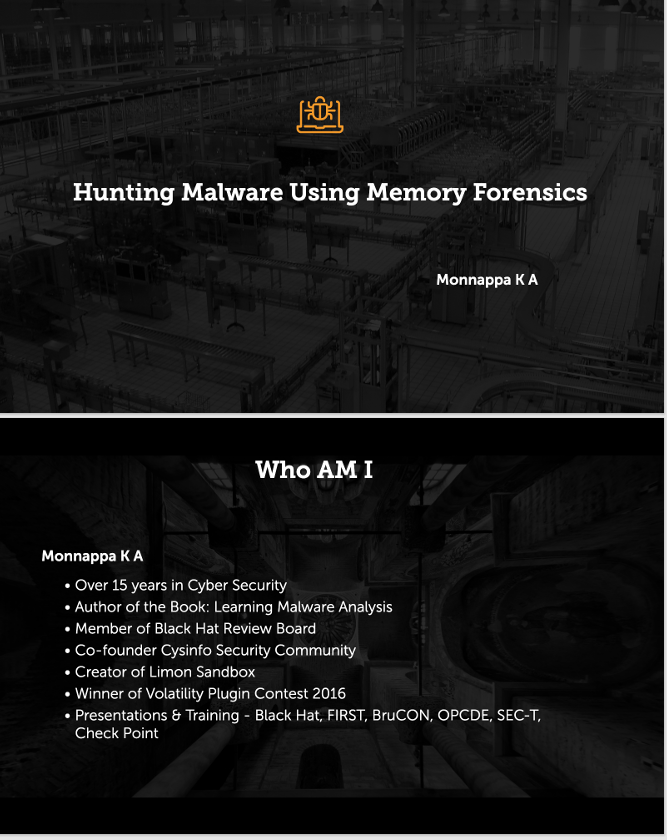 Hunting Malware Using Memory Forensics
Monnappa K A
Who AM I
Monnappa K A
• Over 15 years in Cyber Security
• Author of the Book: Learning Malware Analysis
• Member of Black Hat Review Board
• Co-founder Cysinfo Security Community
• Creator of Limon Sandbox
• Winner of Volatility Plugin Contest 2016
• Presentations & Training - Black Hat, FIRST, BruCON, OPCDE, SEC-T,
Check Point